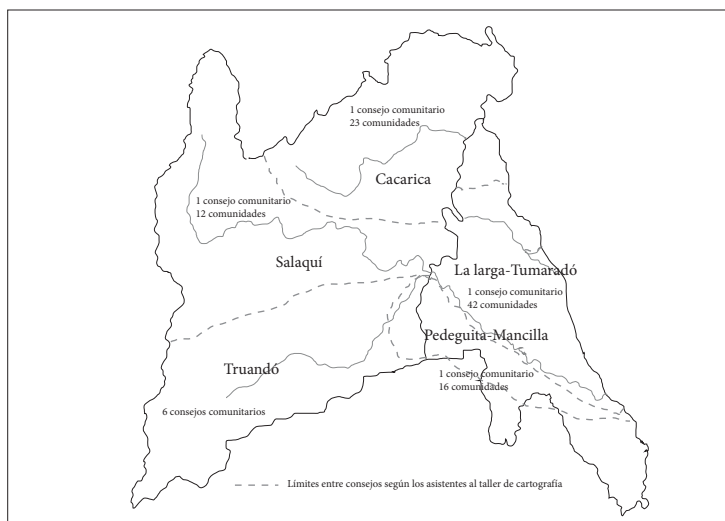 1 consejo comunitario
23 comunidades
Cacarica
1 consejo comunitario
12 comunidades
Salaquí
La larga-Tumaradó
1 consejo comunitario
42 comunidades
Pedeguita-Mancilla
Truandó
1 consejo comunitario
16 comunidades
6 consejos comunitarios
Límites entre consejos según los asistentes al taller de cartografía